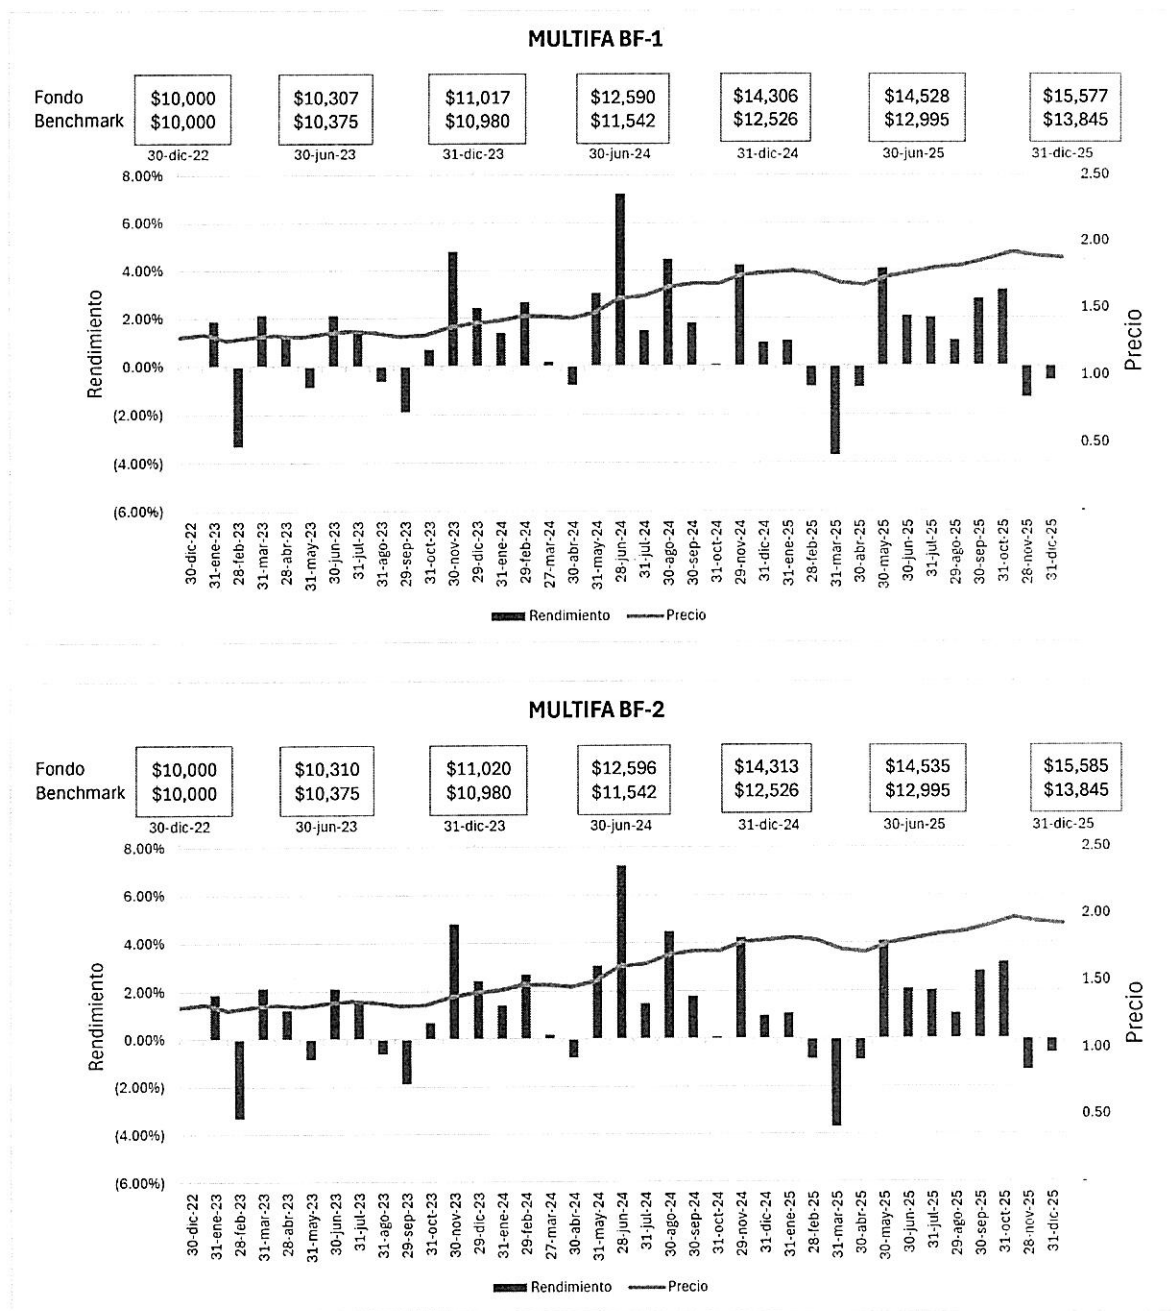 MULTIFA BF-1
Fondo $10,000 $10,307 $11,017 $12,590 $14,306 $14,528 $15,577
Benchmark $10,000 $10,375 $10,980 $11,542 $12,526 $12,995 $13,845
30-dic-22 30-jun-23 31-dic-23 30-jun-24 31-dic-24 30-jun-25 31-dic-25
8.00% 2.50
6.00% 2.00
4.00%
2.00% 1.50
0.00% 1.00
(2.00%) 0.50
(4.00%)
(6.00%) -
Rendimiento
Precio
30-dic-22
31-ene-23
28-feb-23
31-mar-23
28-abr-23
31-may-23
30-jun-23
31-jul-23
31-ago-23
29-sep-23
31-oct-23
30-nov-23
29-dic-23
31-ene-24
29-feb-24
27-mar-24
30-abr-24
31-may-24
28-jun-24
31-jul-24
30-ago-24
30-sep-24
31-oct-24
29-nov-24
31-dic-24
31-ene-25
28-feb-25
31-mar-25
30-abr-25
30-may-25
30-jun-25
31-jul-25
29-ago-25
30-sep-25
31-oct-25
28-nov-25
31-dic-25
Rendimiento Precio
MULTIFA BF-2
Fondo $10,000 $10,310 $11,020 $12,596 $14,313 $14,535 $15,585
Benchmark $10,000 $10,375 $10,980 $11,542 $12,526 $12,995 $13,845
30-dic-22 30-jun-23 31-dic-23 30-jun-24 31-dic-24 30-jun-25 31-dic-25
8.00% 2.50
6.00% 2.00
4.00%
2.00% 1.50
0.00% 1.00
(2.00%) 0.50
(4.00%)
(6.00%) -
Rendimiento
Precio
30-dic-22
31-ene-23
28-feb-23
31-mar-23
28-abr-23
31-may-23
30-jun-23
31-jul-23
31-ago-23
29-sep-23
31-oct-23
30-nov-23
29-dic-23
31-ene-24
29-feb-24
27-mar-24
30-abr-24
31-may-24
28-jun-24
31-jul-24
30-ago-24
30-sep-24
31-oct-24
29-nov-24
31-dic-24
31-ene-25
28-feb-25
31-mar-25
30-abr-25
30-may-25
30-jun-25
31-jul-25
29-ago-25
30-sep-25
31-oct-25
28-nov-25
31-dic-25
Rendimiento Precio